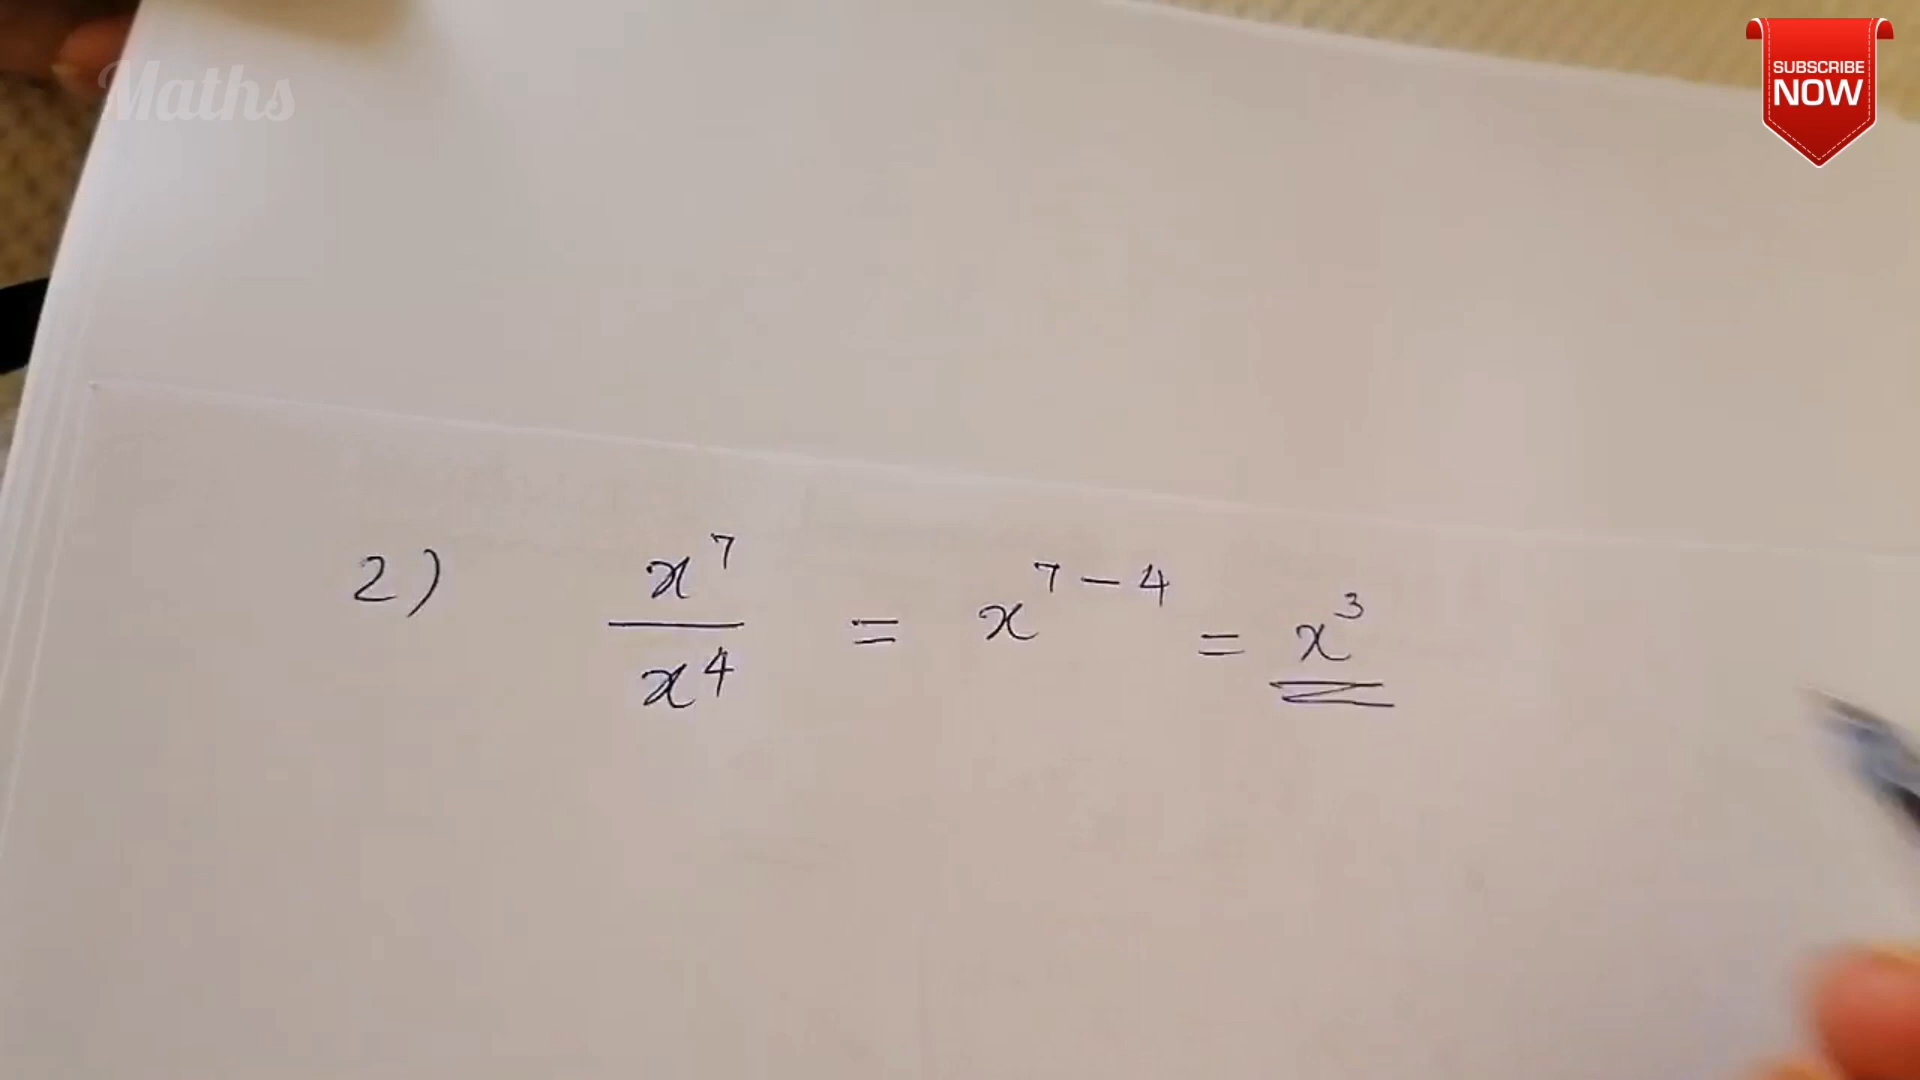 Maths
SUBSCRIBE
NOW
2) x^7 / x^4 = x^(7-4) = x^3